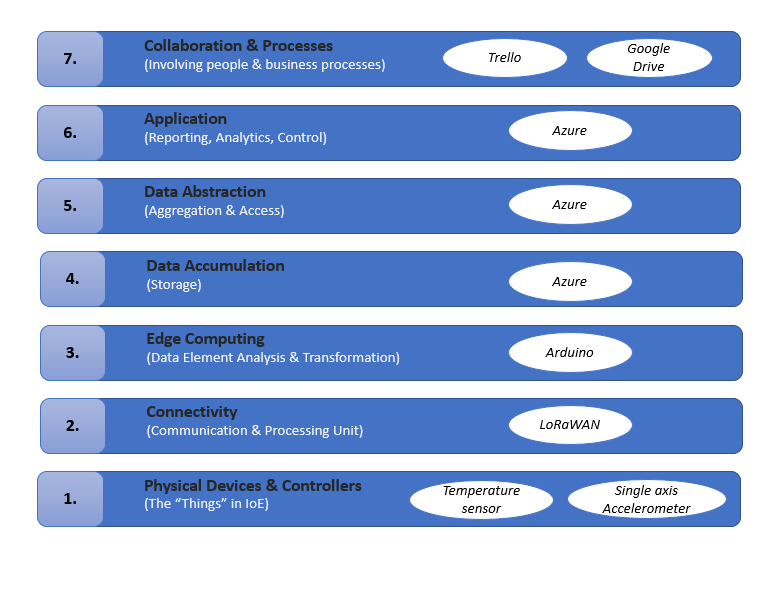 7.
Collaboration & Processes
(Involving people & business processes)
Trello
Google
Drive
6.
Application
(Reporting, Analytics, Control)
Azure
5.
Data Abstraction
(Aggregation & Access)
Azure
4.
Data Accumulation
(Storage)
Azure
3.
Edge Computing
(Data Element Analysis & Transformation)
Arduino
2.
Connectivity
(Communication & Processing Unit)
LoRaWAN
1.
Physical Devices & Controllers
(The “Things” in IoE)
Temperature
sensor
Single axis
Accelerometer